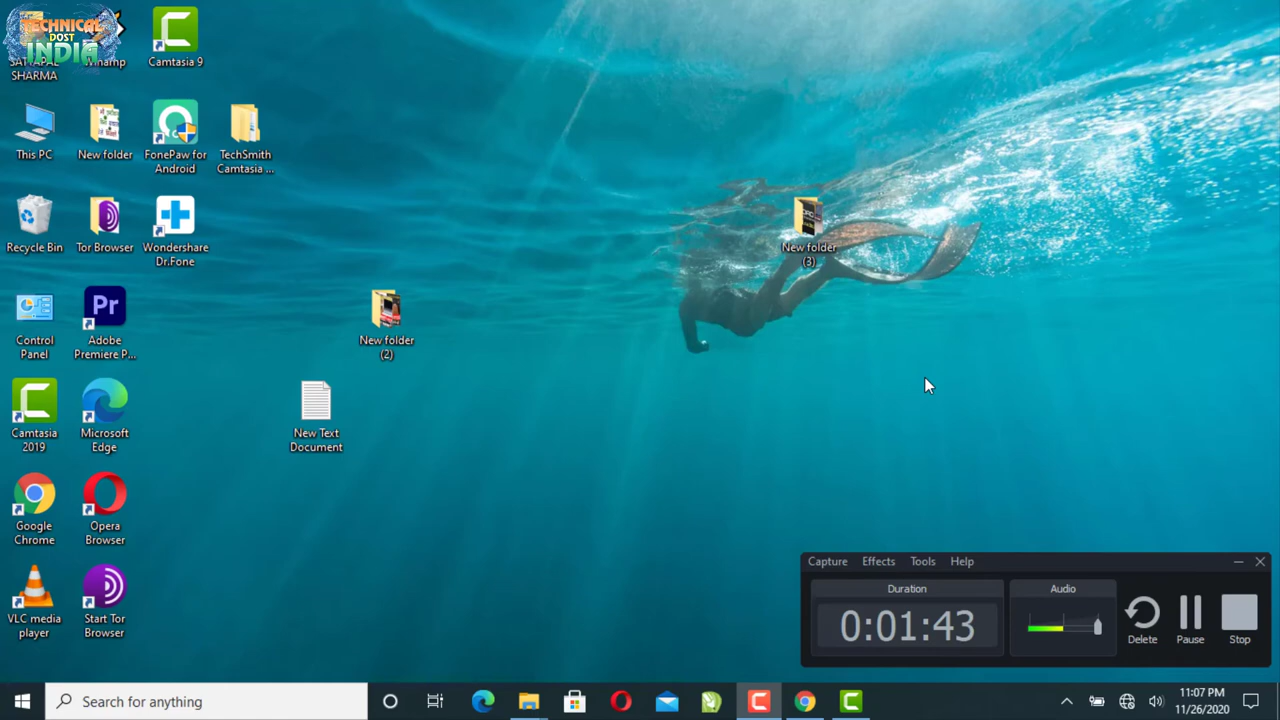 TECHNICAL
DOST
INDIA
SHARMA
Winamp
Camtasia 9
This PC
New folder
FonePaw for
Android
TechSmith
Camtasia ...
Recycle Bin
Tor Browser
Wondershare
Dr.Fone
New folder
(3)
Control
Panel
Adobe
Premiere P...
New folder
(2)
Camtasia
2019
Microsoft
Edge
New Text
Document
Google
Chrome
Opera
Browser
VLC media
player
Start Tor
Browser
Capture Effects Tools Help
Duration
0:01:43
Audio
Delete
Pause
Stop
Search for anything
11:07 PM
11/26/2020